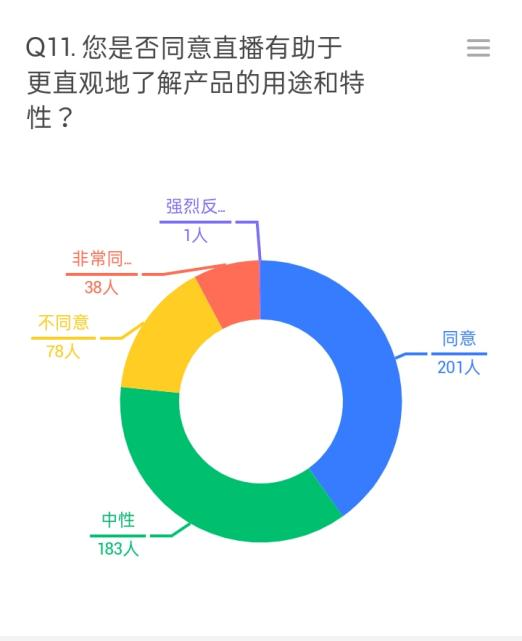 Q11. 您是否同意直播有助于
更直观地了解产品的用途和特
性？
强烈反...
1人
非常同...
38人
不同意
78人
同意
201人
中性
183人